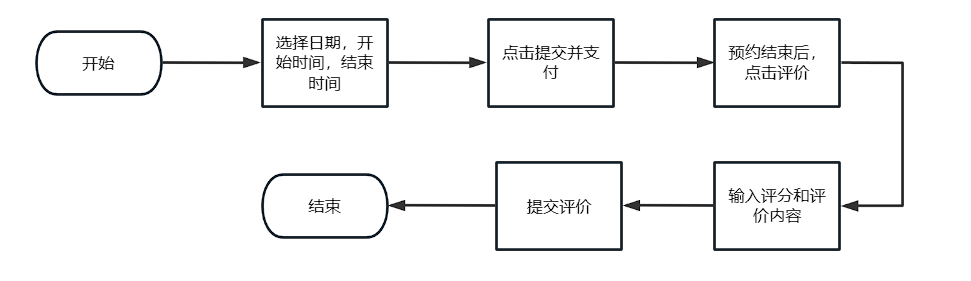 开始
选择日期，开
始时间，结束
时间
点击提交并支
付
预约结束后，
点击评价
输入评分和评
价内容
提交评价
结束